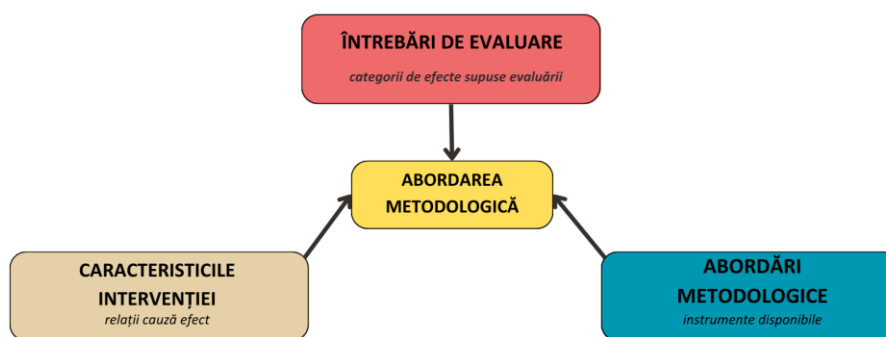 ÎNTREBĂRI DE EVALUARE
categorii de efecte supuse evaluării
ABORDAREA
METODOLOGICĂ
CARACTERISTICILE
INTERVENȚIEI
relații cauză efect
ABORDĂRI
METODOLOGICE
instrumente disponibile